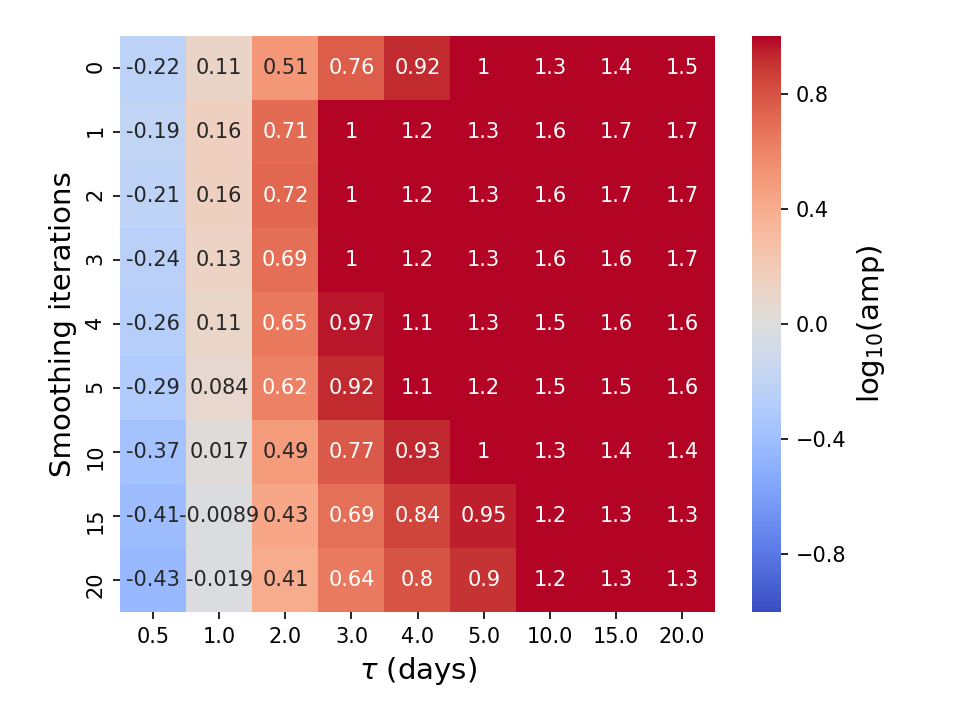 0 -0.22 0.11 0.51 0.76 0.92 1 1.3 1.4 1.5
1 -0.19 0.16 0.71 1 1.2 1.3 1.6 1.7 1.7
2 -0.21 0.16 0.72 1 1.2 1.3 1.6 1.7 1.7
3 -0.24 0.13 0.69 1 1.2 1.3 1.6 1.6 1.7
4 -0.26 0.11 0.65 0.97 1.1 1.3 1.5 1.6 1.6
5 -0.29 0.084 0.62 0.92 1.1 1.2 1.5 1.5 1.6
10 -0.37 0.017 0.49 0.77 0.93 1 1.3 1.4 1.4
15 -0.41 -0.0089 0.43 0.69 0.84 0.95 1.2 1.3 1.3
20 -0.43 -0.019 0.41 0.64 0.8 0.9 1.2 1.3 1.3
0.5 1.0 2.0 3.0 4.0 5.0 10.0 15.0 20.0
τ (days)
Smoothing iterations
0.8
0.4
0.0
−0.4
−0.8
log₁₀(amp)